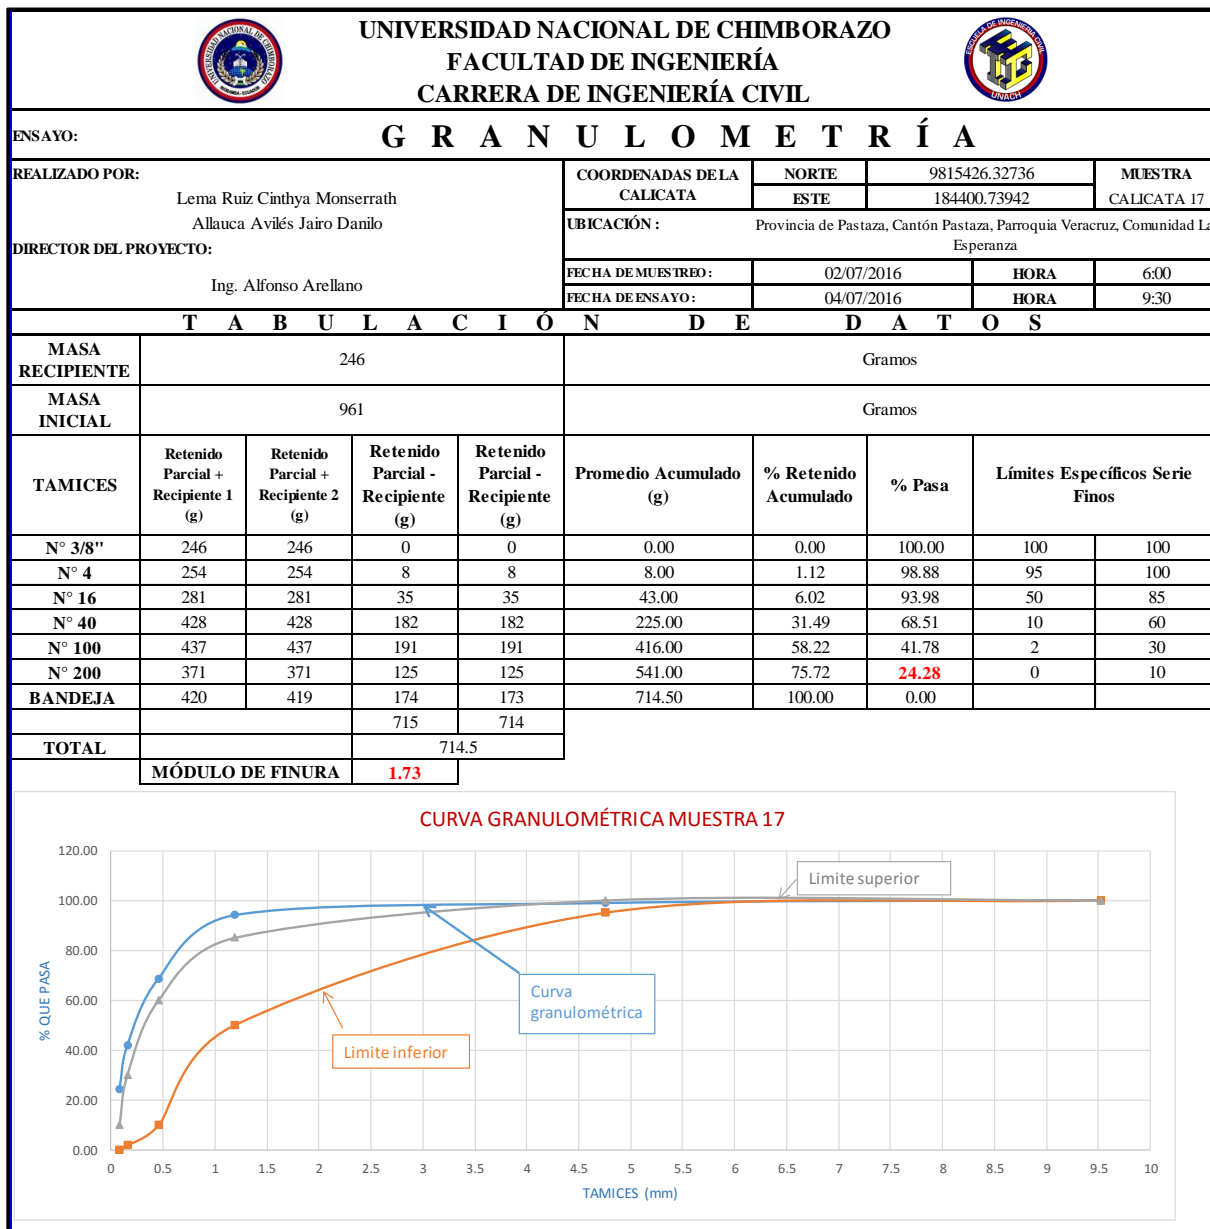 UNIVERSIDAD NACIONAL DE CHIMBORAZO
FACULTAD DE INGENIERÍA
CARRERA DE INGENIERÍA CIVIL
UNIVERSIDAD NACIONAL DE CHIMBORAZO
RIOBAMBA - ECUADOR
ESCUELA DE INGENIERIA CIVIL
UNACH
ENSAYO: G R A N U L O M E T R Í A
REALIZADO POR:
Lema Ruiz Cinthya Monserrath
Allauca Avilés Jairo Danilo
DIRECTOR DEL PROYECTO:
Ing. Alfonso Arellano
COORDENADAS DE LA CALICATA NORTE 9815426.32736 MUESTRA
ESTE 184400.73942 CALICATA 17
UBICACIÓN : Provincia de Pastaza, Cantón Pastaza, Parroquia Veracruz, Comunidad La
Esperanza
FECHA DE MUESTREO : 02/07/2016 HORA 6:00
FECHA DE ENSAYO : 04/07/2016 HORA 9:30
T A B U L A C I Ó N D E D A T O S
MASA RECIPIENTE 246 Gramos
MASA INICIAL 961 Gramos
TAMICES Retenido Parcial + Recipiente 1 (g) Retenido Parcial + Recipiente 2 (g) Retenido Parcial - Recipiente (g) Retenido Parcial - Recipiente (g) Promedio Acumulado (g) % Retenido Acumulado % Pasa Límites Específicos Serie Finos
N° 3/8" 246 246 0 0 0.00 0.00 100.00 100 100
N° 4 254 254 8 8 8.00 1.12 98.88 95 100
N° 16 281 281 35 35 43.00 6.02 93.98 50 85
N° 40 428 428 182 182 225.00 31.49 68.51 10 60
N° 100 437 437 191 191 416.00 58.22 41.78 2 30
N° 200 371 371 125 125 541.00 75.72 24.28 0 10
BANDEJA 420 419 174 173 714.50 100.00 0.00
715 714
TOTAL 714.5
MÓDULO DE FINURA 1.73
CURVA GRANULOMÉTRICA MUESTRA 17
120.00
100.00
80.00
60.00
40.00
20.00
0.00
% QUE PASA
Limite superior
Curva
granulométrica
Limite inferior
0 0.5 1 1.5 2 2.5 3 3.5 4 4.5 5 5.5 6 6.5 7 7.5 8 8.5 9 9.5 10
TAMICES (mm)